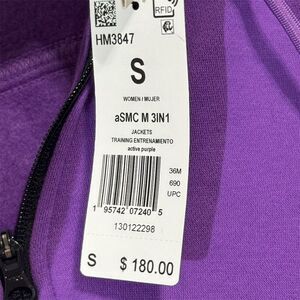 RFID
HM3847
S
WOMEN I MUJER
aSMC M 3IN1
JACKETS
TRAINING ENTRENAMIENTO
active purple
36M
690
UPC
1 95742 07240 5
130122298
S $ 180.00